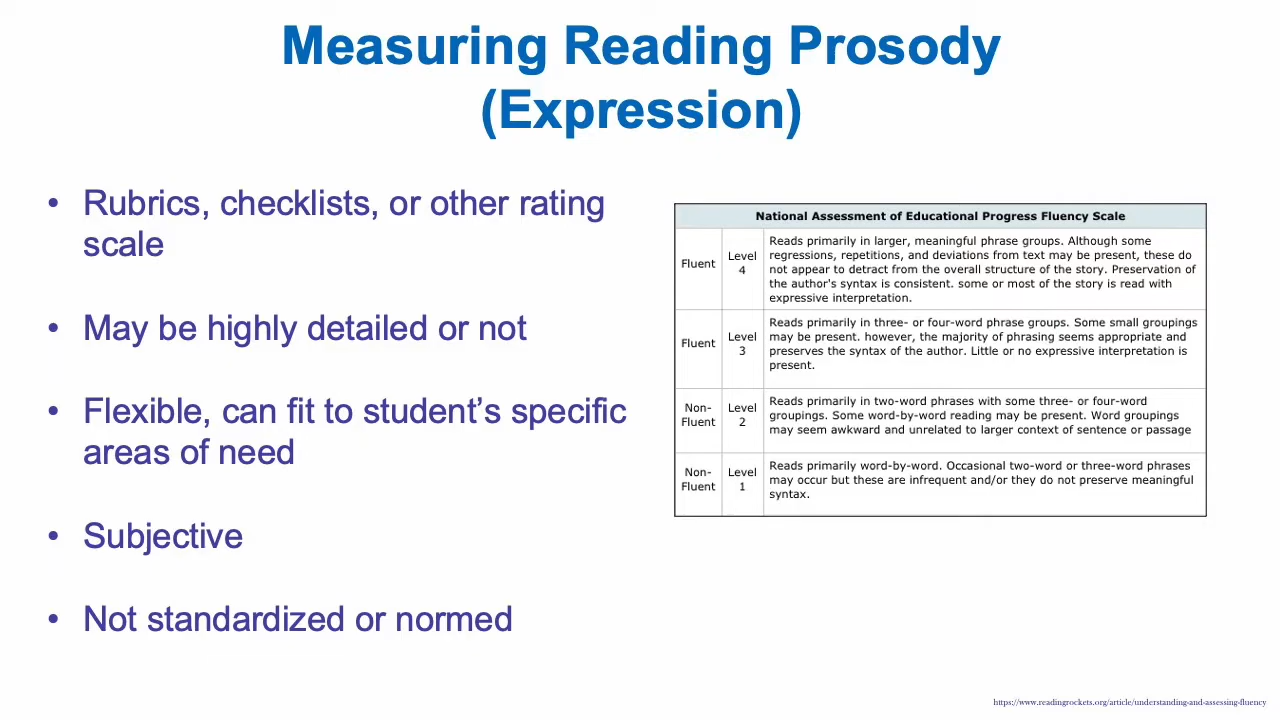 Measuring Reading Prosody
(Expression)
• Rubrics, checklists, or other rating
scale
• May be highly detailed or not
• Flexible, can fit to student’s specific
areas of need
• Subjective
• Not standardized or normed
National Assessment of Educational Progress Fluency Scale
Fluent
Level
4
Reads primarily in larger, meaningful phrase groups. Although some
regressions, repetitions, and deviations from text may be present, these do
not appear to detract from the overall structure of the story. Preservation of
the author's syntax is consistent. some or most of the story is read with
expressive interpretation.
Fluent
Level
3
Reads primarily in three- or four-word phrase groups. Some small groupings
may be present. however, the majority of phrasing seems appropriate and
preserves the syntax of the author. Little or no expressive interpretation is
present.
Non-
Fluent
Level
2
Reads primarily in two-word phrases with some three- or four-word
groupings. Some word-by-word reading may be present. Word groupings
may seem awkward and unrelated to larger context of sentence or passage
Non-
Fluent
Level
1
Reads primarily word-by-word. Occasional two-word or three-word phrases
may occur but these are infrequent and/or they do not preserve meaningful
syntax.
https://www.readingrockets.org/article/understanding-and-assessing-fluency